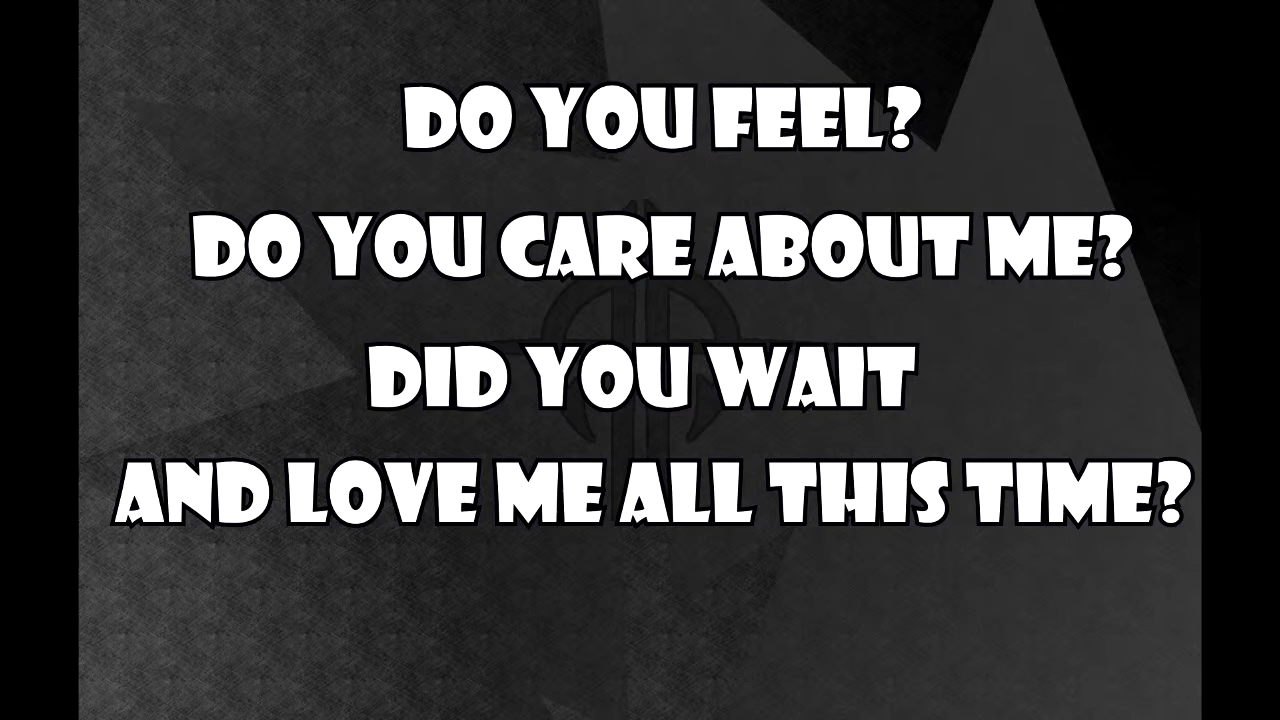 DO YOU FEEL?
DO YOU CARE ABOUT ME?
DID YOU WAIT
AND LOVE ME ALL THIS TIME?